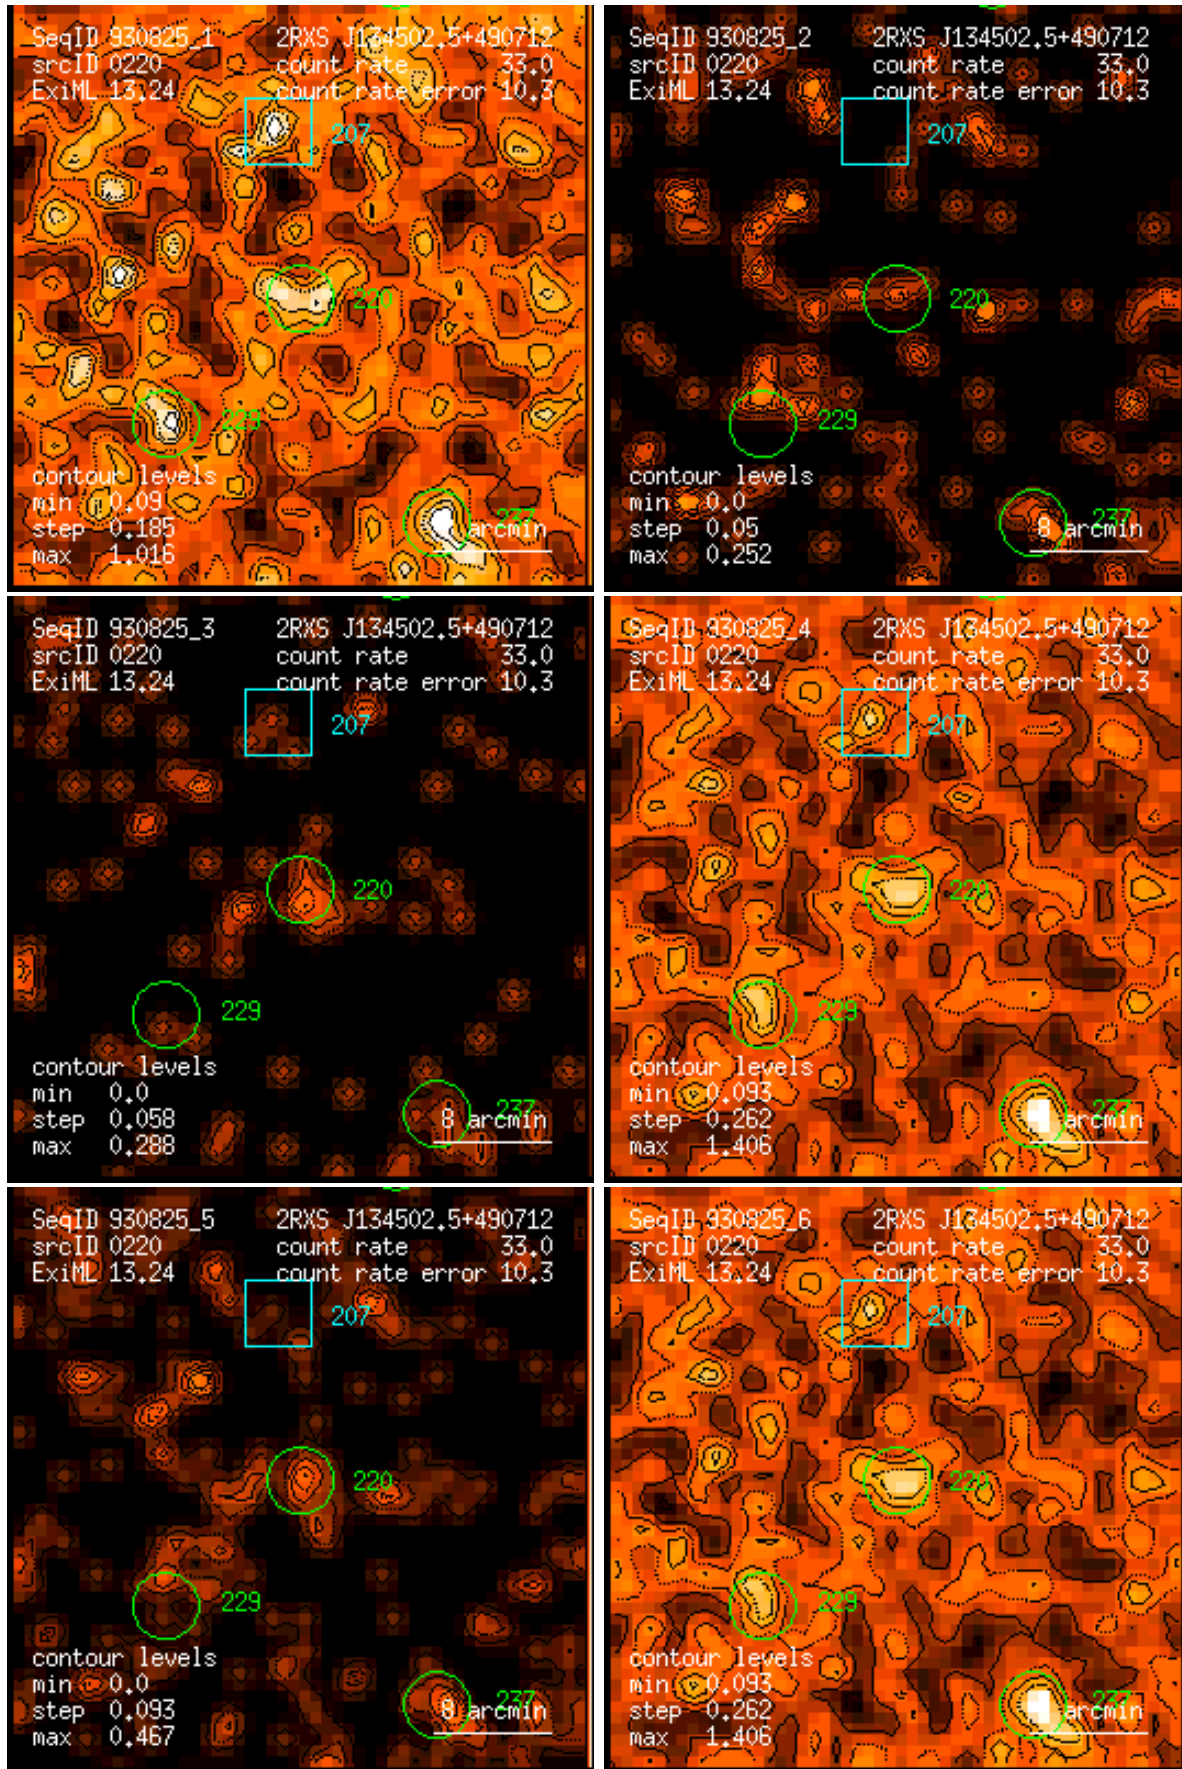 SeqID 930825_1 2RXS J134502.5+490712
srcID 0220 count rate 33.0
ExiML 13.24 count rate error 10.3
207
220
229
contour levels
min 0.09
237
step 0.185 8 arcmin
max 1.016
SeqID 930825_2 2RXS J134502.5+490712
srcID 0220 count rate 33.0
ExiML 13.24 count rate error 10.3
207
220
229
contour levels
min 0.0
237
step 0.05 8 arcmin
max 0.252
SeqID 930825_3 2RXS J134502.5+490712
srcID 0220 count rate 33.0
ExiML 13.24 count rate error 10.3
207
220
229
contour levels
min 0.0
237
step 0.058 8 arcmin
max 0.288
SeqID 930825_4 2RXS J134502.5+490712
srcID 0220 count rate 33.0
ExiML 13.24 count rate error 10.3
207
220
229
contour levels
min 0.093
237
step 0.262 8 arcmin
max 1.406
SeqID 930825_5 2RXS J134502.5+490712
srcID 0220 count rate 33.0
ExiML 13.24 count rate error 10.3
207
220
229
contour levels
min 0.0
237
step 0.093 8 arcmin
max 0.467
SeqID 930825_6 2RXS J134502.5+490712
srcID 0220 count rate 33.0
ExiML 13.24 count rate error 10.3
207
220
229
contour levels
min 0.093
237
step 0.262 8 arcmin
max 1.406